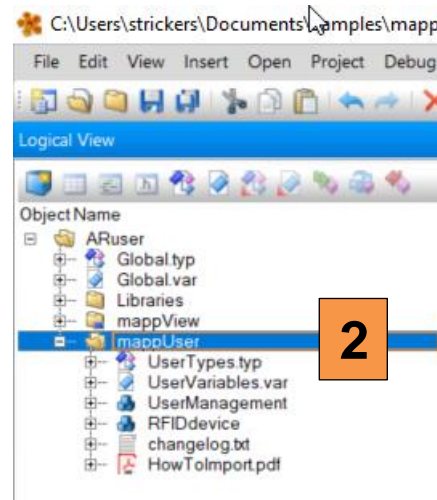 C:\Users\strickers\Documents\Samples\mapp
File Edit View Insert Open Project Debug
Logical View
Object Name
ARuser
Global.typ
Global.var
Libraries
mappView
mappUser
2
UserTypes.typ
UserVariables.var
UserManagement
RFIDdevice
changelog.txt
HowToImport.pdf